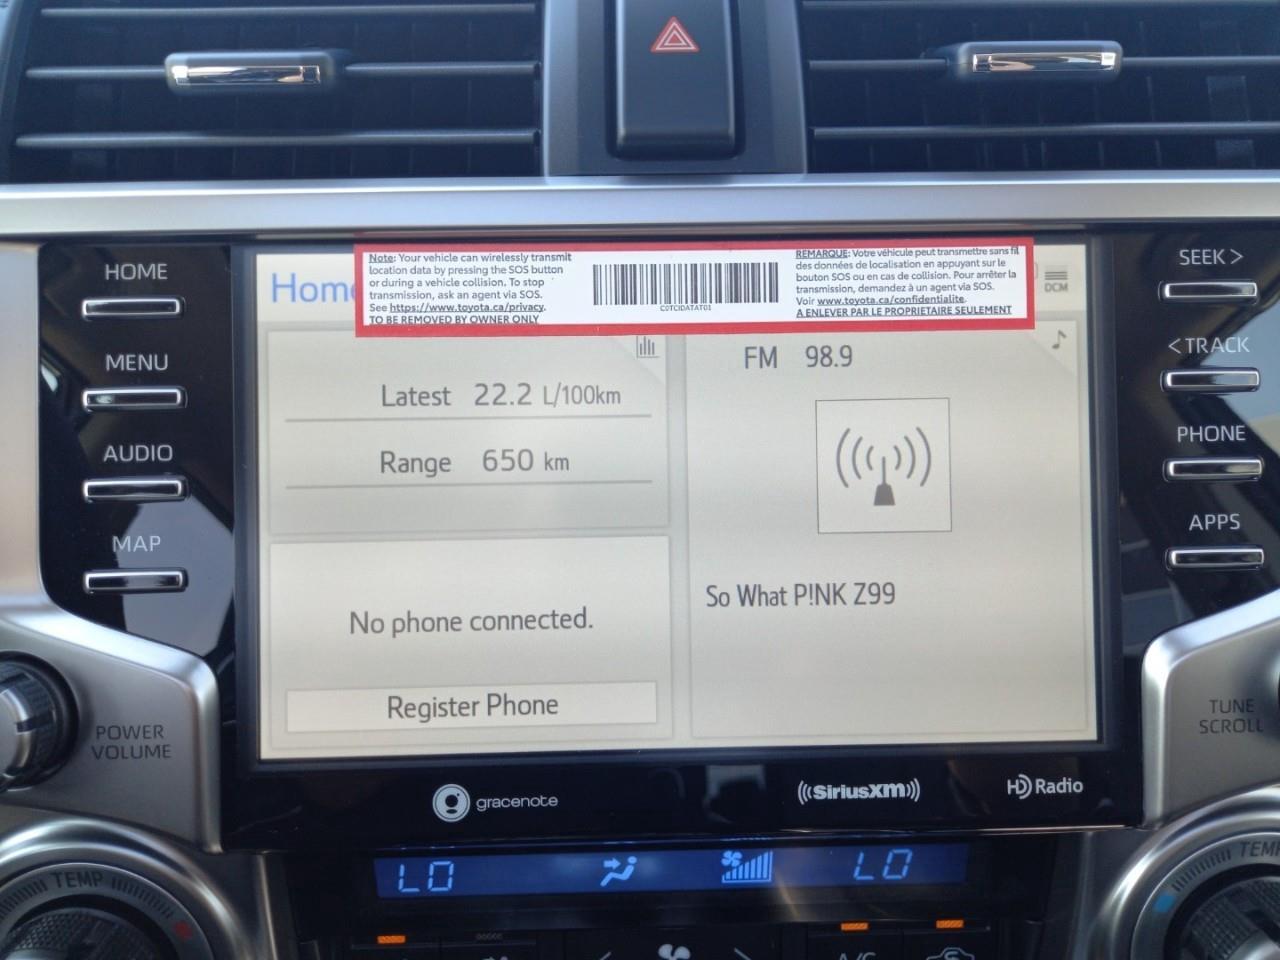 HOME
MENU
AUDIO
MAP
POWER
VOLUME
Home
Note: Your vehicle can wirelessly transmit
location data by pressing the SOS button
or during a vehicle collision. To stop
transmission, ask an agent via SOS.
See https://www.toyota.ca/privacy.
TO BE REMOVED BY OWNER ONLY
C0TCIDATAT01
REMARQUE: Votre véhicule peut transmettre sans fil
des données de localisation en appuyant sur le
bouton SOS ou en cas de collision. Pour arrêter la
transmission, demandez à un agent via SOS.
Voir www.toyota.ca/confidentialite.
A ENLEVER PAR LE PROPRIETAIRE SEULEMENT
DCM
Latest 22.2 L/100km
Range 650 km
No phone connected.
Register Phone
FM 98.9
So What P!NK Z99
SEEK >
< TRACK
PHONE
APPS
TUNE
SCROLL
gracenote
SiriusXM
HD Radio
LO
LO
TEMP
TEMP
A/C